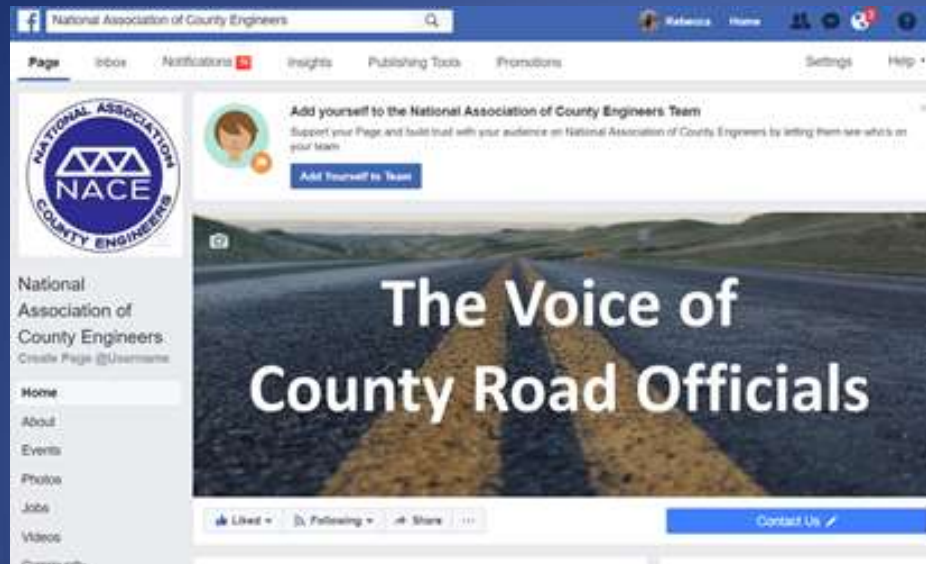 National Association of County Engineers
Rebecca Home
Page Inbox Notifications Insights Publishing Tools Promotions Settings Help
NATIONAL ASSOCIATION
NACE
COUNTY ENGINEERS
Add yourself to the National Association of County Engineers Team
Support your Page and build trust with your audience on National Association of County Engineers by letting them see who's on
your team
Add Yourself to Team
The Voice of
County Road Officials
National
Association of
County Engineers
Create Page @Username
Home
About
Events
Photos
Jobs
Videos
Community
Liked Following Share
Contact Us